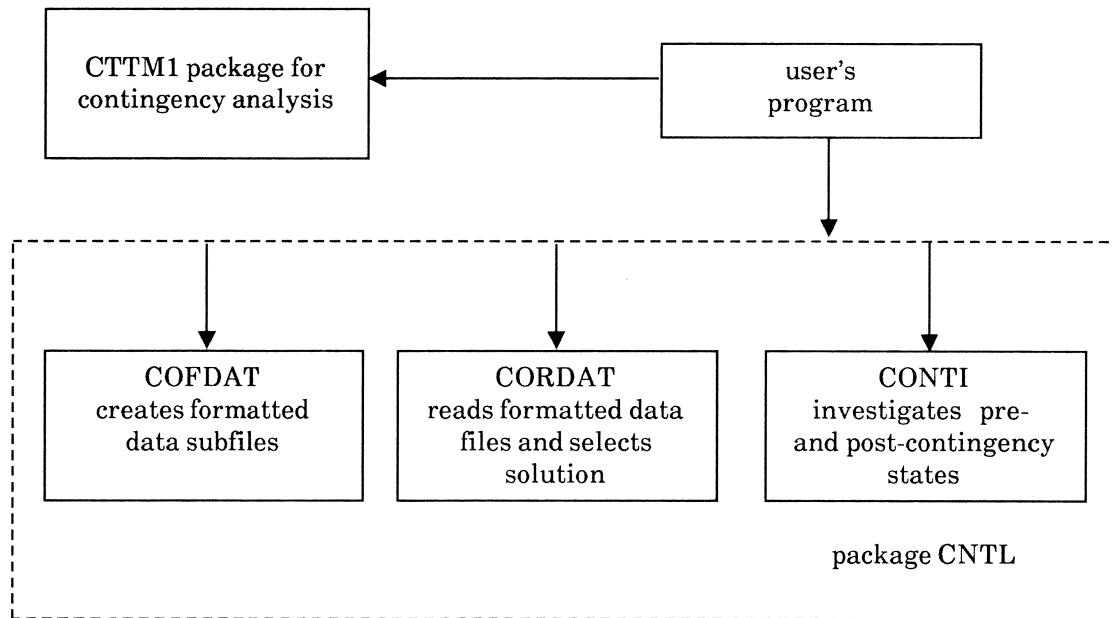 CTTM1 package for
contingency analysis
user's
program
COFDAT
creates formatted
data subfiles
CORDAT
reads formatted data
files and selects
solution
CONTI
investigates pre-
and post-contingency
states
package CNTL